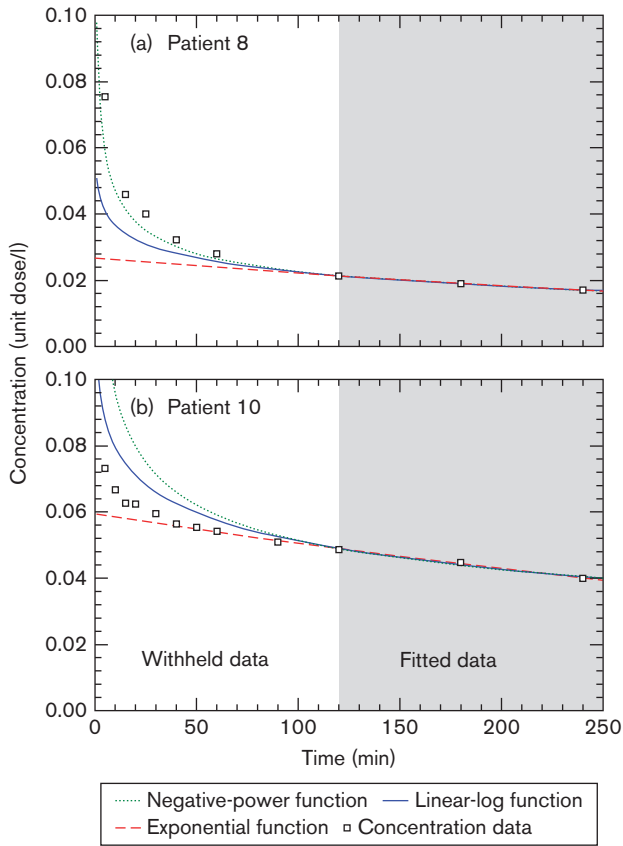 (a) Patient 8
0.10
0.08
0.06
0.04
0.02
0.00
Concentration (unit dose/l)
(b) Patient 10
0.10
0.08
0.06
0.04
0.02
0.00
Withheld data
Fitted data
0 50 100 150 200 250
Time (min)
Negative-power function
Linear-log function
Exponential function
Concentration data